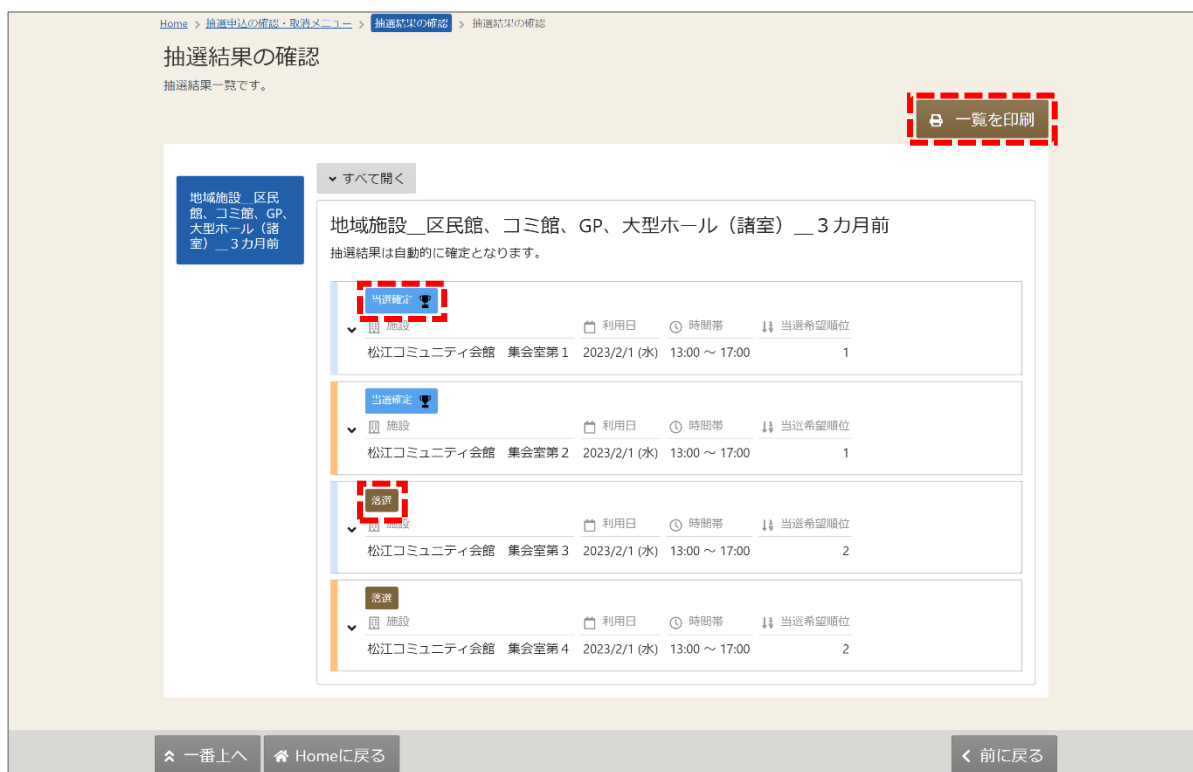 Home > 抽選申込の確認・取消メニュー > 抽選結果の確認 > 抽選結果の確認
抽選結果の確認
抽選結果一覧です。
一覧を印刷
地域施設__区民
館、コミ館、GP、
大型ホール（諸
室）__３カ月前
すべて開く
地域施設__区民館、コミ館、GP、大型ホール（諸室）__３カ月前
抽選結果は自動的に確定となります。
当選確定
施設 利用日 時間帯 当選希望順位
松江コミュニティ会館　集会室第１ 2023/2/1 (水) 13:00 ～ 17:00 1
当選確定
施設 利用日 時間帯 当選希望順位
松江コミュニティ会館　集会室第２ 2023/2/1 (水) 13:00 ～ 17:00 1
落選
施設 利用日 時間帯 当選希望順位
松江コミュニティ会館　集会室第３ 2023/2/1 (水) 13:00 ～ 17:00 2
落選
施設 利用日 時間帯 当選希望順位
松江コミュニティ会館　集会室第４ 2023/2/1 (水) 13:00 ～ 17:00 2
一番上へ Homeに戻る 前に戻る